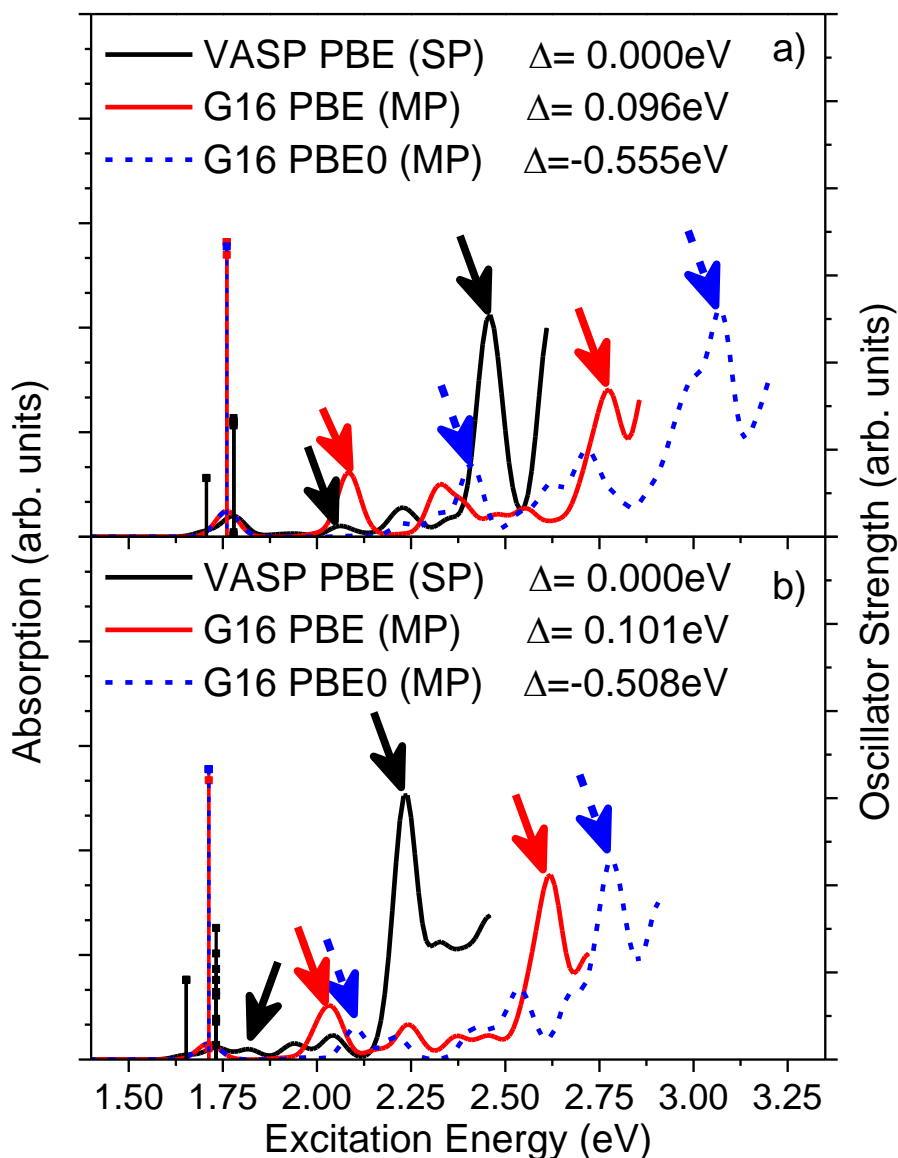 VASP PBE (SP) Δ= 0.000eV a)
G16 PBE (MP) Δ= 0.096eV
G16 PBE0 (MP) Δ=-0.555eV
VASP PBE (SP) Δ= 0.000eV b)
G16 PBE (MP) Δ= 0.101eV
G16 PBE0 (MP) Δ=-0.508eV
Absorption (arb. units)
Oscillator Strength (arb. units)
1.50 1.75 2.00 2.25 2.50 2.75 3.00 3.25
Excitation Energy (eV)